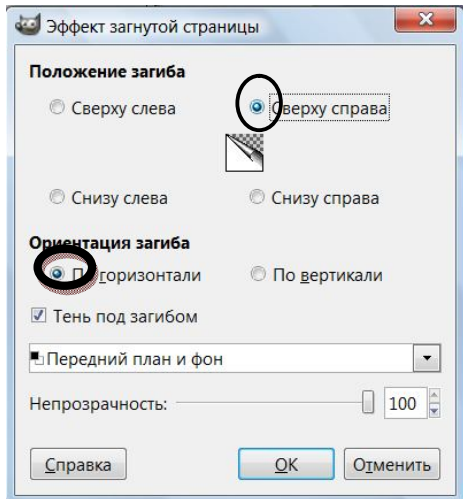 Эффект загнутой страницы
Положение загиба
Сверху слева Сверху справа
Снизу слева Снизу справа
Ориентация загиба
По горизонтали По вертикали
Тень под загибом
Передний план и фон
Непрозрачность: 100
Справка OK Отменить